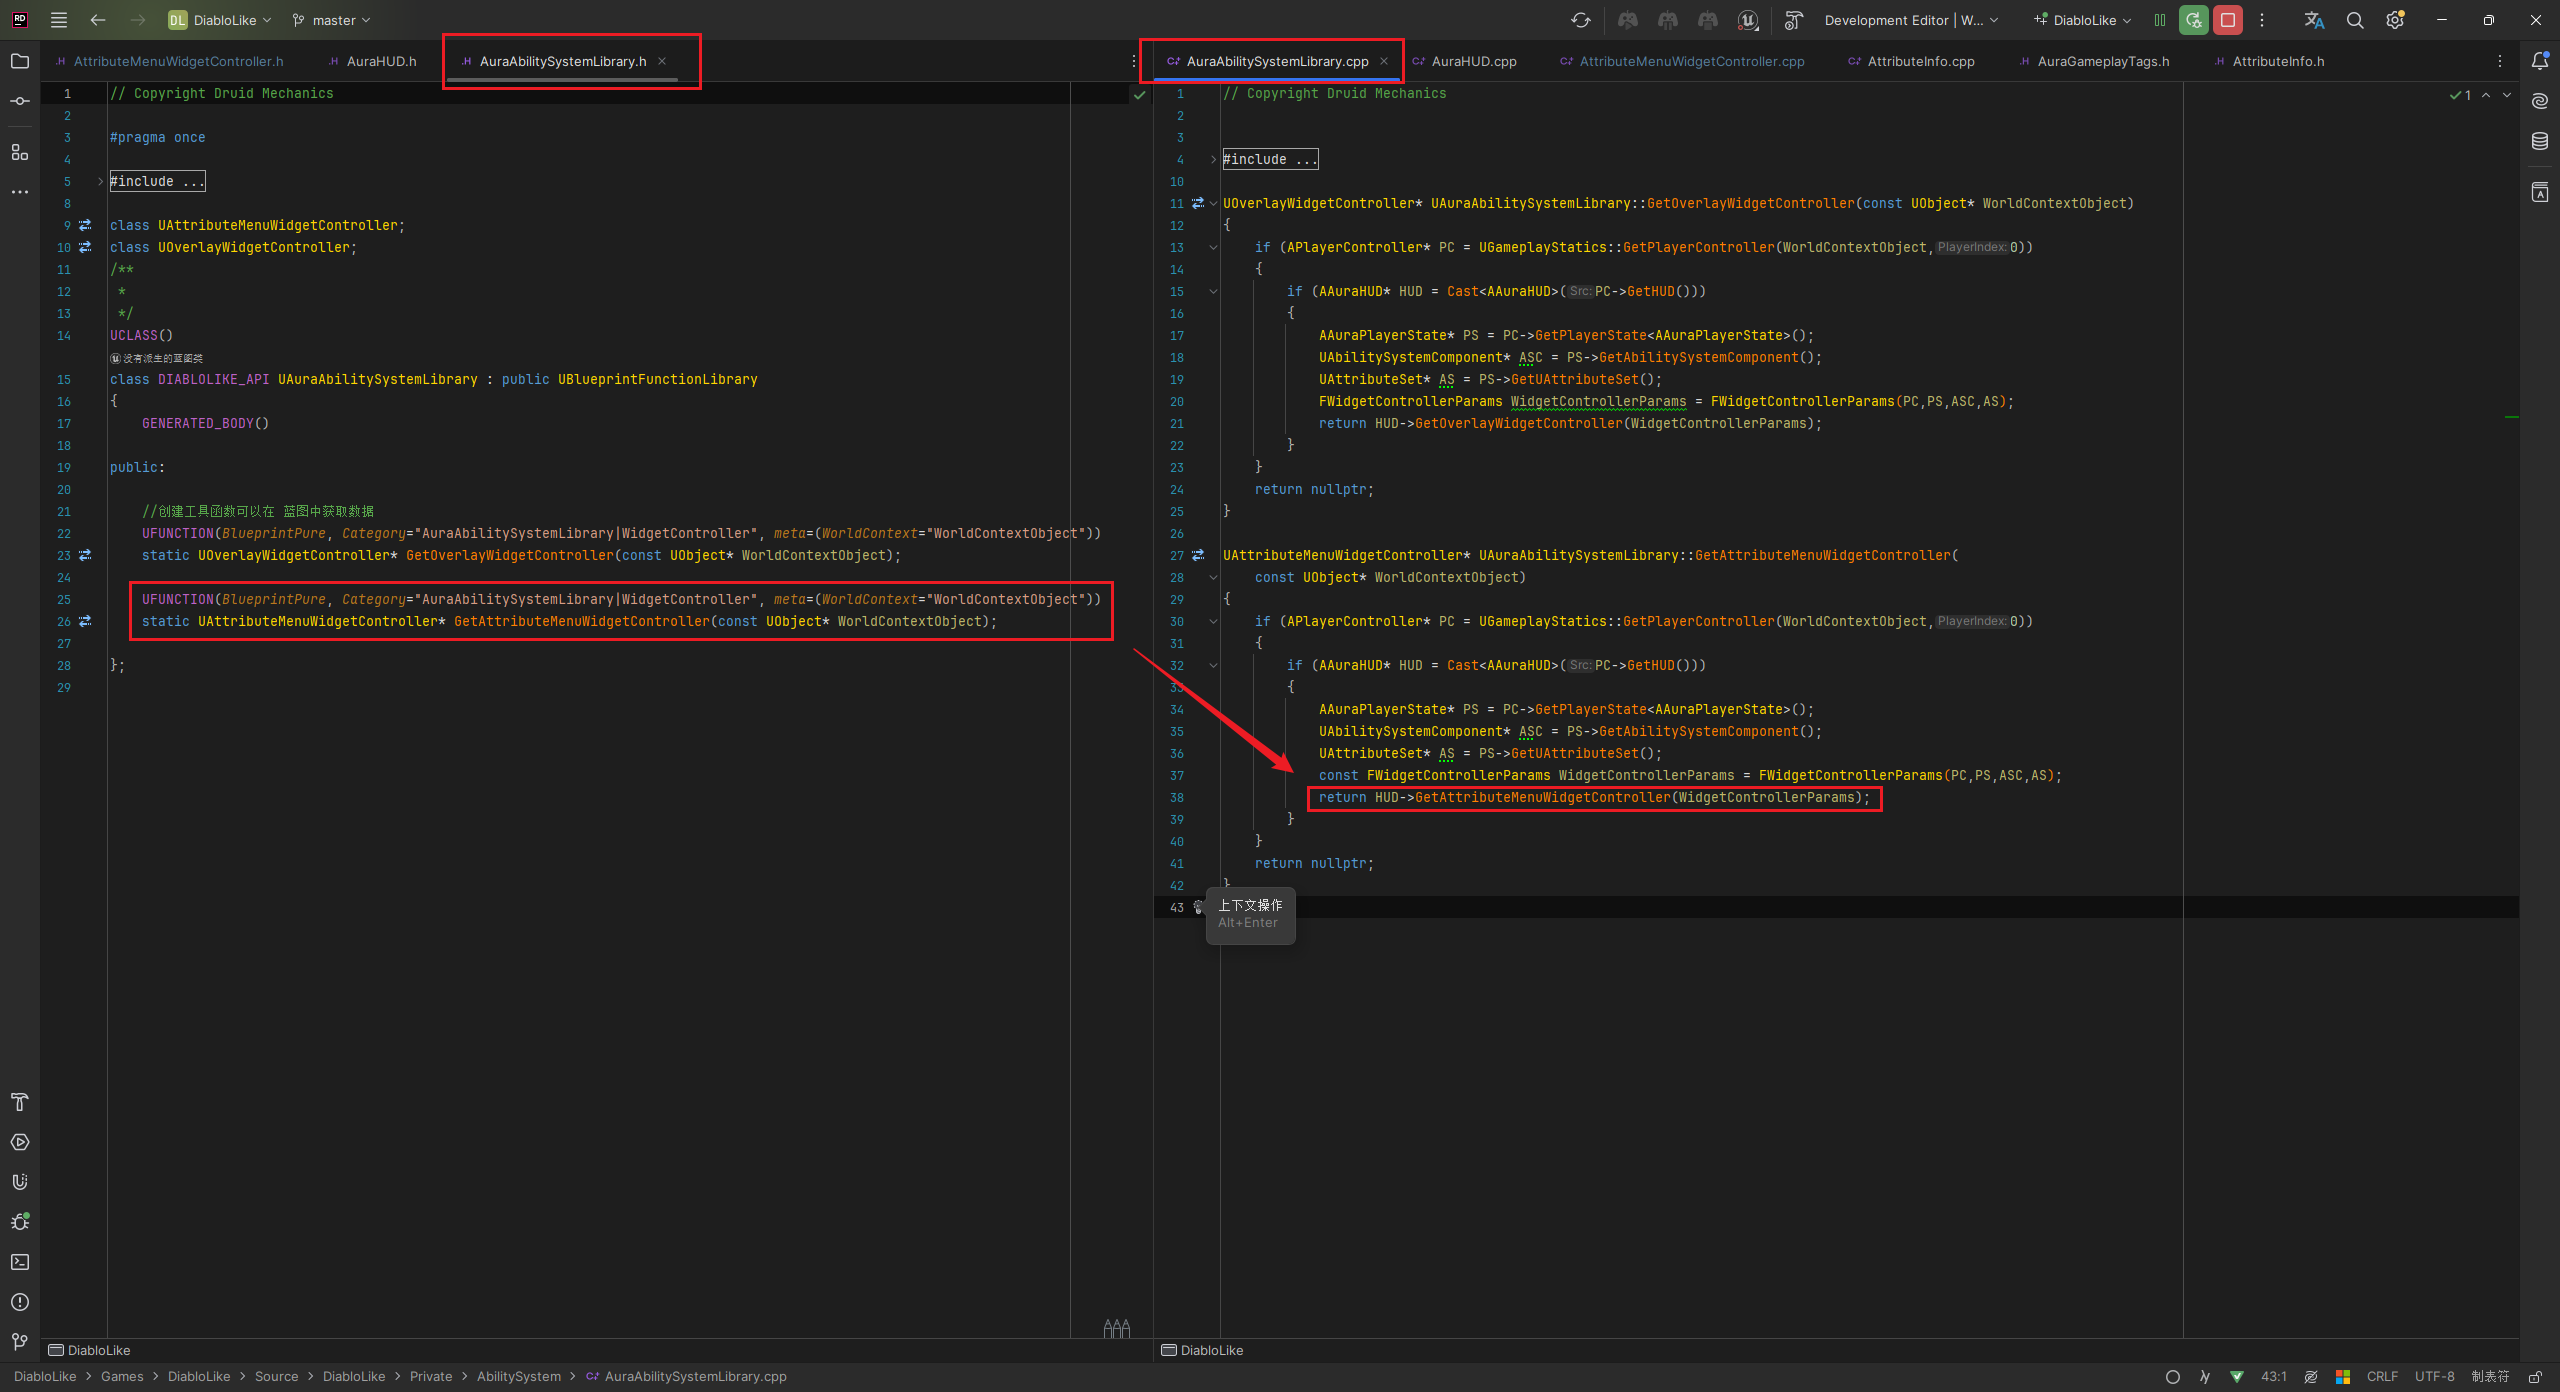 DL DiabloLike master Development Editor | W... DiabloLike
AttributeMenuWidgetController.h AuraHUD.h AuraAbilitySystemLibrary.h
1 // Copyright Druid Mechanics
2
3 #pragma once
4
5 #include ...
8
9 class UAttributeMenuWidgetController;
10 class UOverlayWidgetController;
11 /**
12 *
13 */
14 UCLASS()
没有派生的蓝图类
15 class DIABLOLIKE_API UAuraAbilitySystemLibrary : public UBlueprintFunctionLibrary
16 {
17 GENERATED_BODY()
18
19 public:
20
21 //创建工具函数可以在 蓝图中获取数据
22 UFUNCTION(BlueprintPure, Category="AuraAbilitySystemLibrary|WidgetController", meta=(WorldContext="WorldContextObject"))
23 static UOverlayWidgetController* GetOverlayWidgetController(const UObject* WorldContextObject);
24
25 UFUNCTION(BlueprintPure, Category="AuraAbilitySystemLibrary|WidgetController", meta=(WorldContext="WorldContextObject"))
26 static UAttributeMenuWidgetController* GetAttributeMenuWidgetController(const UObject* WorldContextObject);
27
28 };
29
AuraAbilitySystemLibrary.cpp AuraHUD.cpp AttributeMenuWidgetController.cpp AttributeInfo.cpp AuraGameplayTags.h AttributeInfo.h
1 // Copyright Druid Mechanics
1
2
3
4 #include ...
10
11 UOverlayWidgetController* UAuraAbilitySystemLibrary::GetOverlayWidgetController(const UObject* WorldContextObject)
12 {
13 if (APlayerController* PC = UGameplayStatics::GetPlayerController(WorldContextObject, PlayerIndex: 0))
14 {
15 if (AAuraHUD* HUD = Cast<AAuraHUD>( Src: PC->GetHUD()))
16 {
17 AAuraPlayerState* PS = PC->GetPlayerState<AAuraPlayerState>();
18 UAbilitySystemComponent* ASC = PS->GetAbilitySystemComponent();
19 UAttributeSet* AS = PS->GetUAttributeSet();
20 FWidgetControllerParams WidgetControllerParams = FWidgetControllerParams(PC,PS,ASC,AS);
21 return HUD->GetOverlayWidgetController(WidgetControllerParams);
22 }
23 }
24 return nullptr;
25 }
26
27 UAttributeMenuWidgetController* UAuraAbilitySystemLibrary::GetAttributeMenuWidgetController(
28 const UObject* WorldContextObject)
29 {
30 if (APlayerController* PC = UGameplayStatics::GetPlayerController(WorldContextObject, PlayerIndex: 0))
31 {
32 if (AAuraHUD* HUD = Cast<AAuraHUD>( Src: PC->GetHUD()))
33 {
34 AAuraPlayerState* PS = PC->GetPlayerState<AAuraPlayerState>();
35 UAbilitySystemComponent* ASC = PS->GetAbilitySystemComponent();
36 UAttributeSet* AS = PS->GetUAttributeSet();
37 const FWidgetControllerParams WidgetControllerParams = FWidgetControllerParams(PC,PS,ASC,AS);
38 return HUD->GetAttributeMenuWidgetController(WidgetControllerParams);
39 }
40 }
41 return nullptr;
42 }
43
上下文操作
Alt+Enter
DiabloLike
DiabloLike
DiabloLike > Games > DiabloLike > Source > DiabloLike > Private > AbilitySystem > AuraAbilitySystemLibrary.cpp 43:1 CRLF UTF-8 制表符